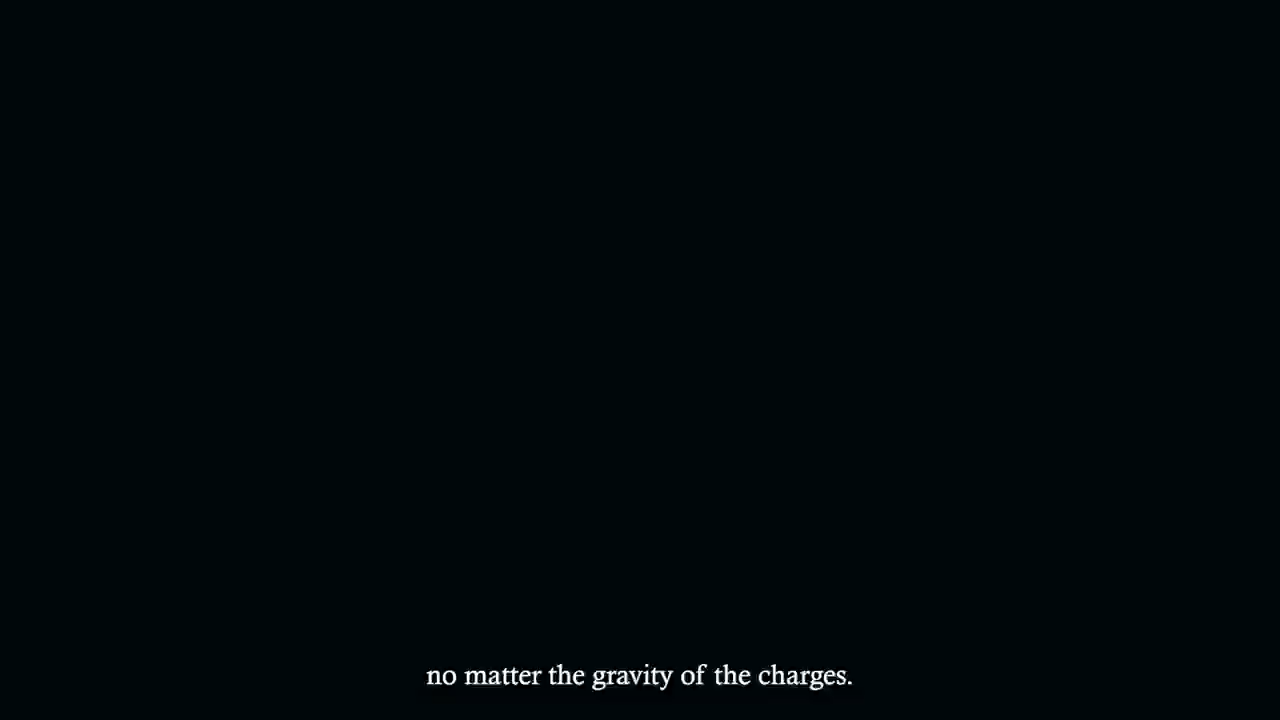 no matter the gravity of the charges.